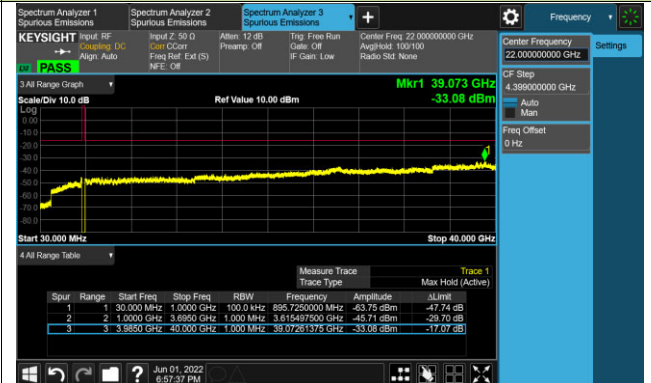 Spectrum Analyzer 1
Spurious Emissions
Spectrum Analyzer 2
Spurious Emissions
Spectrum Analyzer 3
Spurious Emissions
Frequency
KEYSIGHT
Input: RF
Coupling: DC
Align: Auto
Input Z: 50 Ω
Corr CCorr
Freq Ref: Ext (S)
NFE: Off
Atten: 12 dB
Preamp: Off
Trig: Free Run
Gate: Off
IF Gain: Low
Center Freq: 22.000000000 GHz
Avg|Hold: 100/100
Radio Std: None
PASS
Center Frequency
22.000000000 GHz
Settings
CF Step
4.399000000 GHz
Auto
Man
Freq Offset
0 Hz
3 All Range Graph
Mkr1 39.073 GHz
Scale/Div 10.0 dB
Ref Value 10.00 dBm
-33.08 dBm
Log
0.00
-10.0
-20.0
-30.0
-40.0
-50.0
-60.0
-70.0
-80.0
1
Start 30.000 MHz
Stop 40.000 GHz
4 All Range Table
Measure Trace Trace 1
Trace Type Max Hold (Active)
Spur Range Start Freq Stop Freq RBW Frequency Amplitude ΔLimit
1 1 30.000 MHz 1.0000 GHz 100.0 kHz 895.7250000 MHz -63.75 dBm -47.74 dB
2 2 1.0000 GHz 3.6950 GHz 1.000 MHz 3.615497500 GHz -45.71 dBm -29.70 dB
3 3 3.9850 GHz 40.000 GHz 1.000 MHz 39.07261375 GHz -33.08 dBm -17.07 dB
Jun 01, 2022
6:57:37 PM